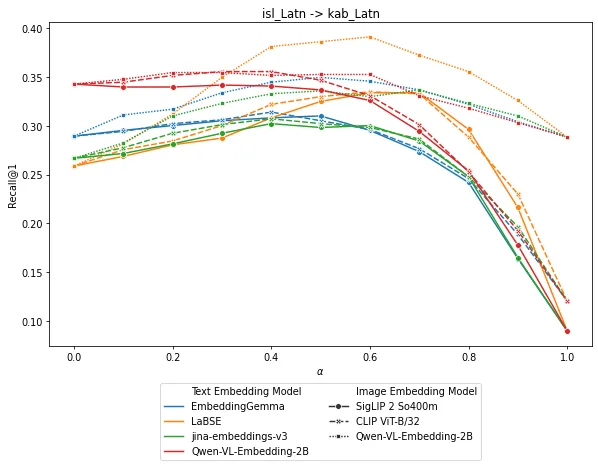 isl_Latn -> kab_Latn
0.40
0.35
0.30
0.25
0.20
0.15
0.10
Recall@1
0.0 0.2 0.4 0.6 0.8 1.0
α
Text Embedding Model
EmbeddingGemma
LaBSE
jina-embeddings-v3
Qwen-VL-Embedding-2B
Image Embedding Model
SigLIP 2 So400m
CLIP ViT-B/32
Qwen-VL-Embedding-2B